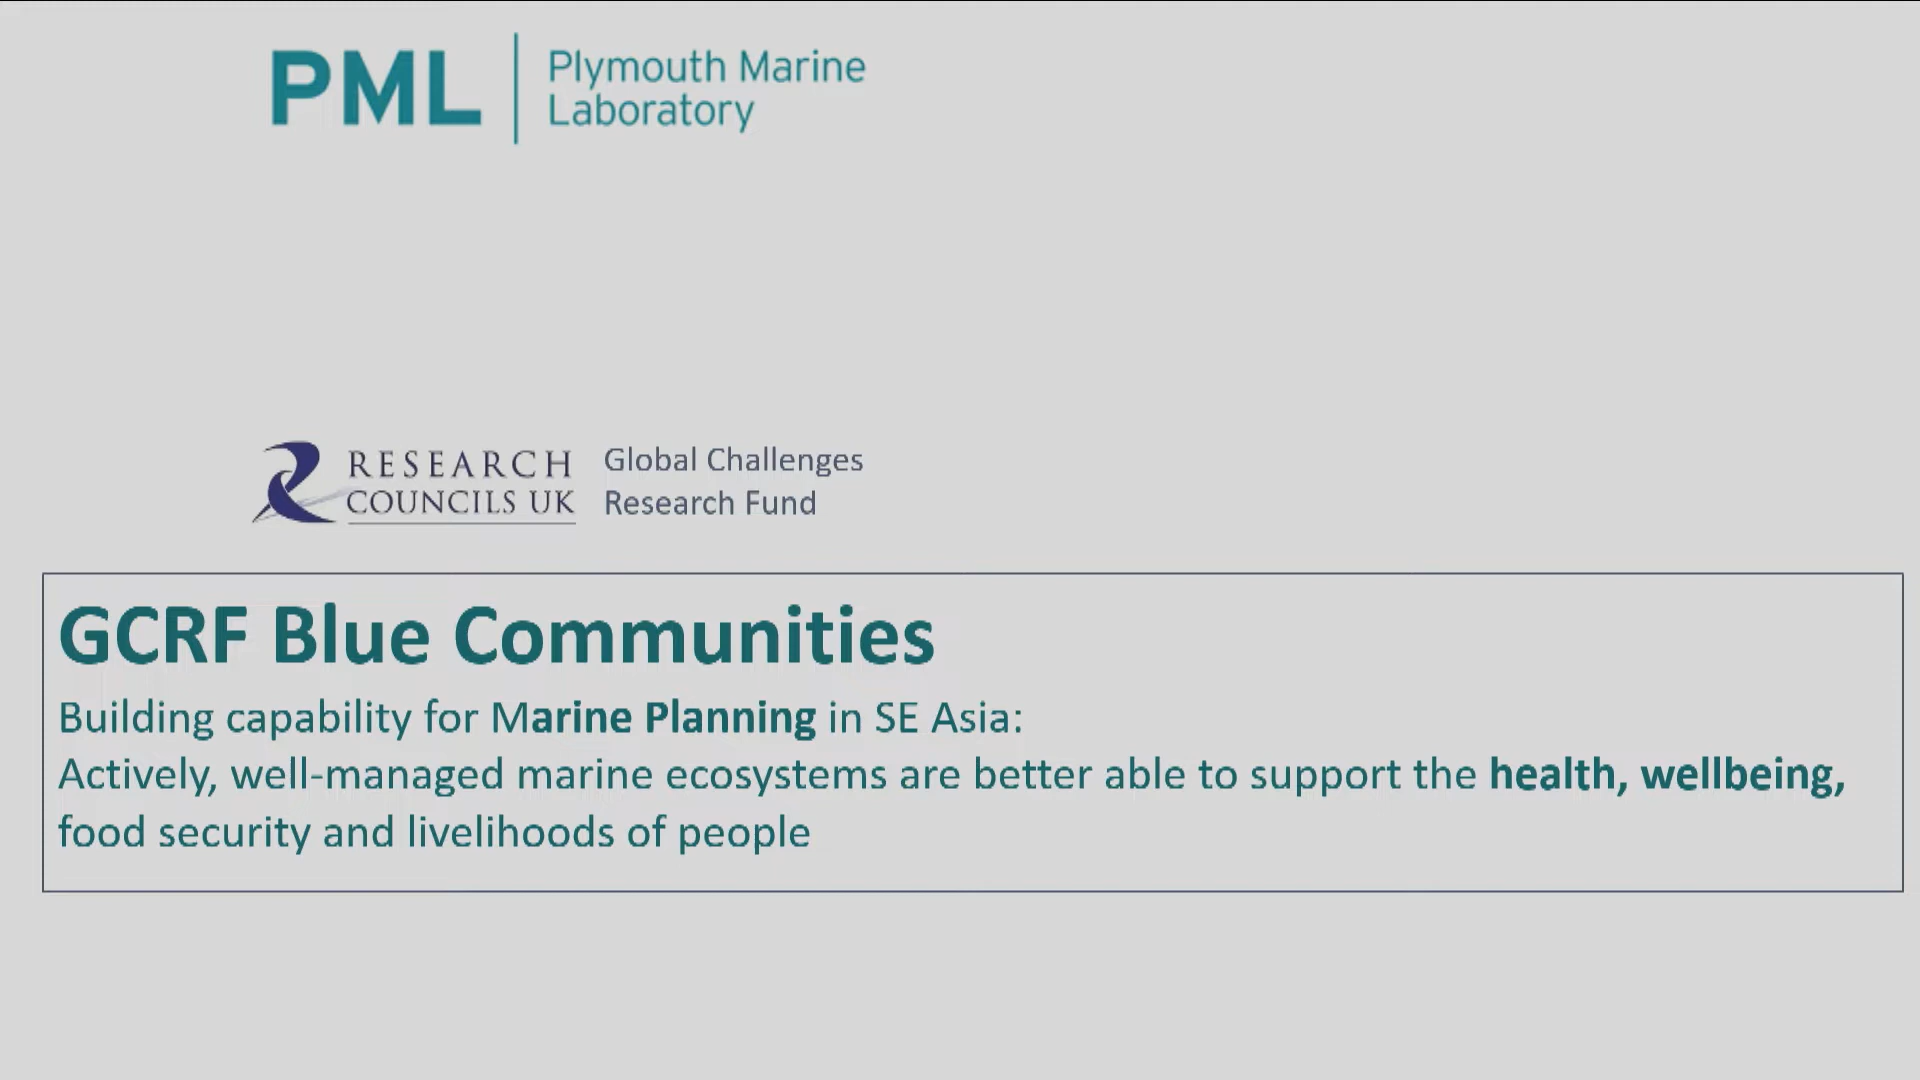 PML
Plymouth Marine
Laboratory
RESEARCH
COUNCILS UK
Global Challenges
Research Fund
GCRF Blue Communities
Building capability for Marine Planning in SE Asia:
Actively, well-managed marine ecosystems are better able to support the health, wellbeing,
food security and livelihoods of people